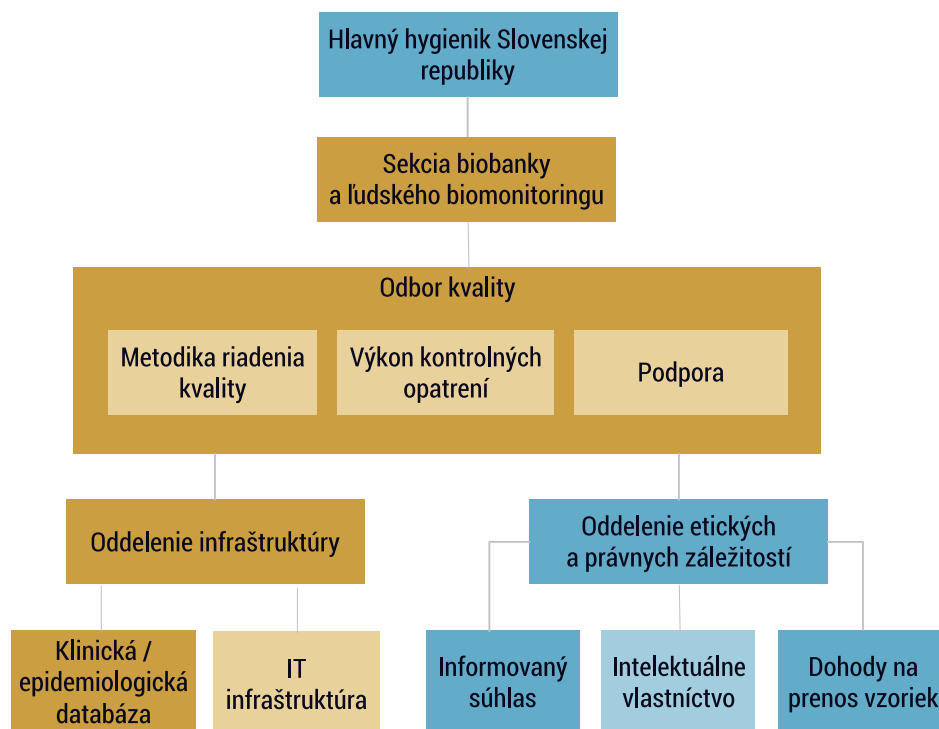 Hlavný hygienik Slovenskej
republiky
Sekcia biobanky
a ľudského biomonitoringu
Odbor kvality
Metodika riadenia
kvality
Výkon kontrolných
opatrení
Podpora
Oddelenie infraštruktúry
Oddelenie etických
a právnych záležitostí
Klinická /
epidemiologická
databáza
IT
infraštruktúra
Informovaný
súhlas
Intelektuálne
vlastníctvo
Dohody na
prenos vzoriek